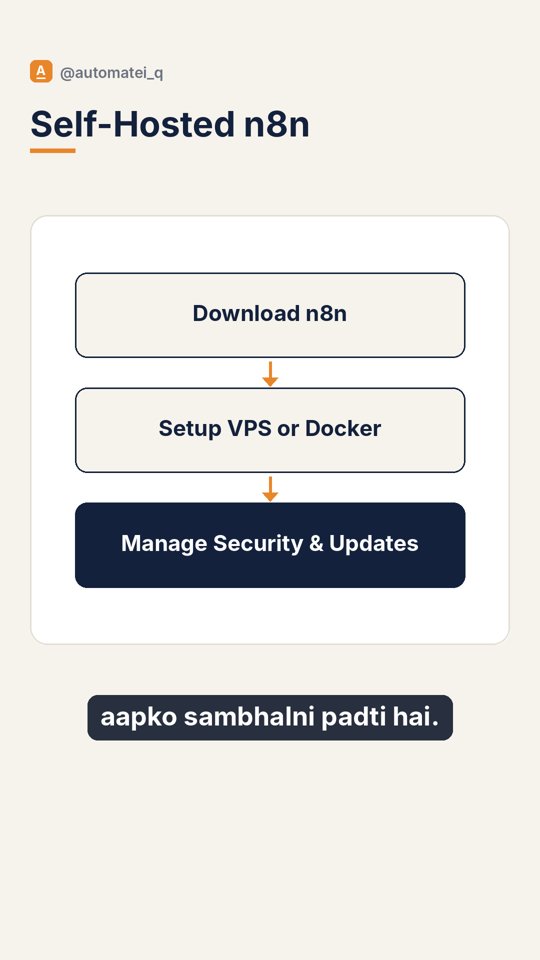 A @automatei_q
Self-Hosted n8n
Download n8n
Setup VPS or Docker
Manage Security & Updates
aapko sambhalni padti hai.